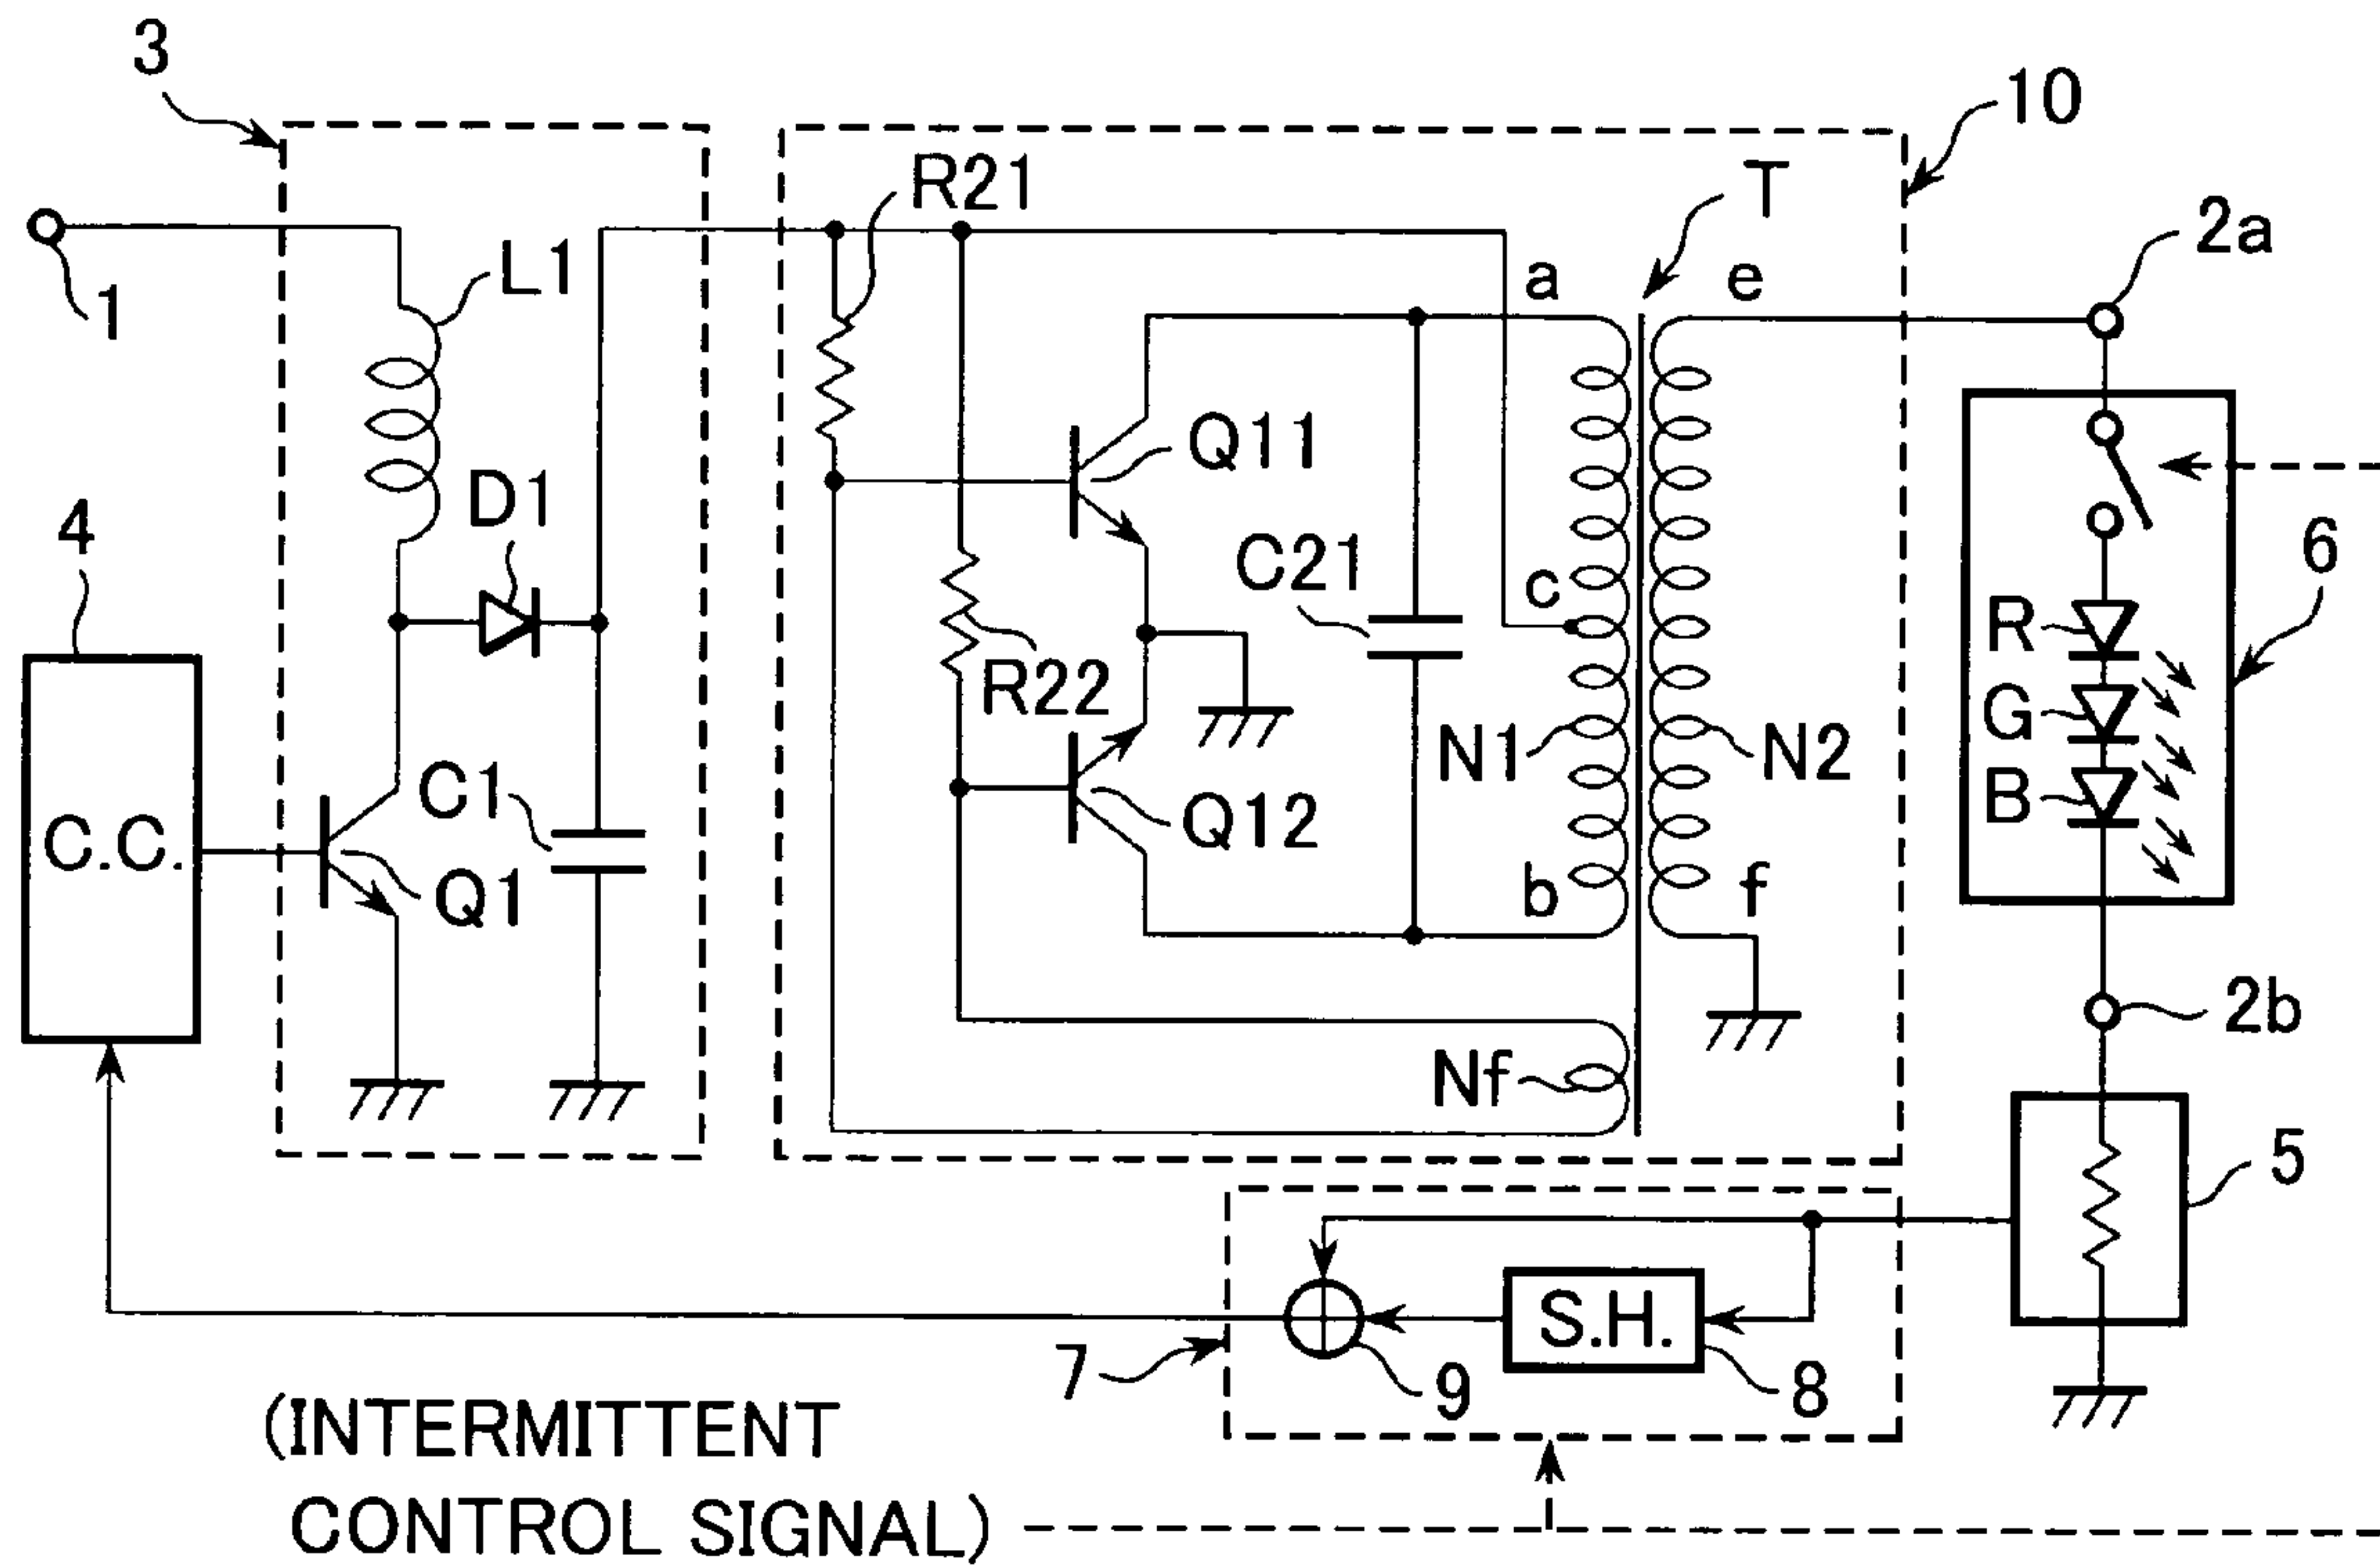 3
10
R21
T
2a
1
L1
a
e
Q11
D1
4
C21
c
6
R
R22
G
N1
N2
C1
Q12
B
C.C.
Q1
b
f
2b
Nf
5
S.H.
7
9
8
(INTERMITTENT
CONTROL SIGNAL)